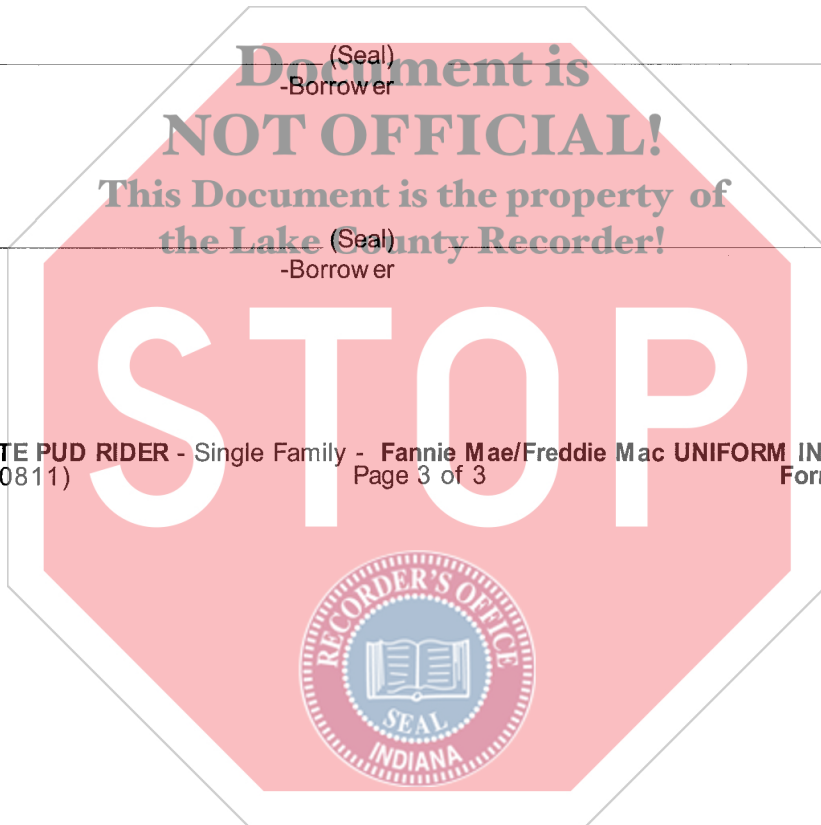 (Seal)
Document is
-Borrower
NOT OFFICIAL!
This Document is the property of
the Lake County Recorder!
(Seal)
-Borrower
STOP
TE PUD RIDER - Single Family - Fannie Mae/Freddie Mac UNIFORM IN
0811) Page 3 of 3 For
RECORDER'S OFFICE
SEAL
INDIANA